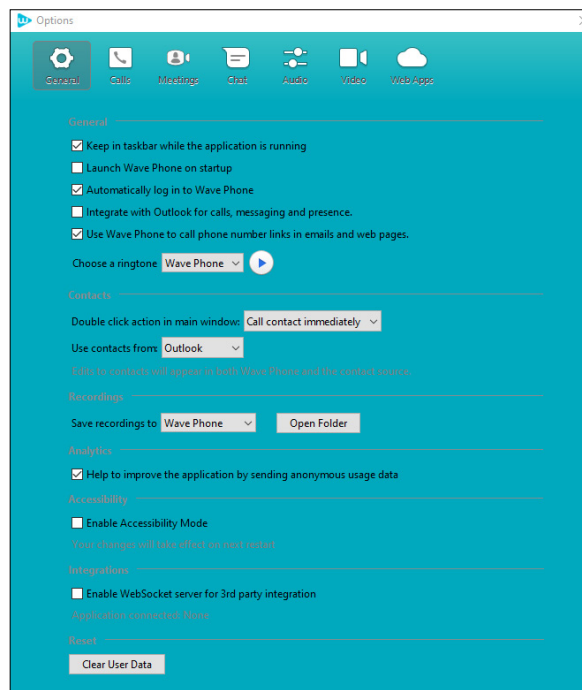 Options
General Calls Meetings Chat Audio Video Web Apps
General
Keep in taskbar while the application is running
Launch Wave Phone on startup
Automatically log in to Wave Phone
Integrate with Outlook for calls, messaging and presence.
Use Wave Phone to call phone number links in emails and web pages.
Choose a ringtone Wave Phone
Contacts
Double click action in main window: Call contact immediately
Use contacts from: Outlook
Edits to contacts will appear in both Wave Phone and the contact source
Recordings
Save recordings to Wave Phone Open Folder
Analytics
Help to improve the application by sending anonymous usage data
Accessibility
Enable Accessibility Mode
Your changes will take effect on next restart
Integrations
Enable WebSocket server for 3rd party integration
Application connected: None
Reset
Clear User Data